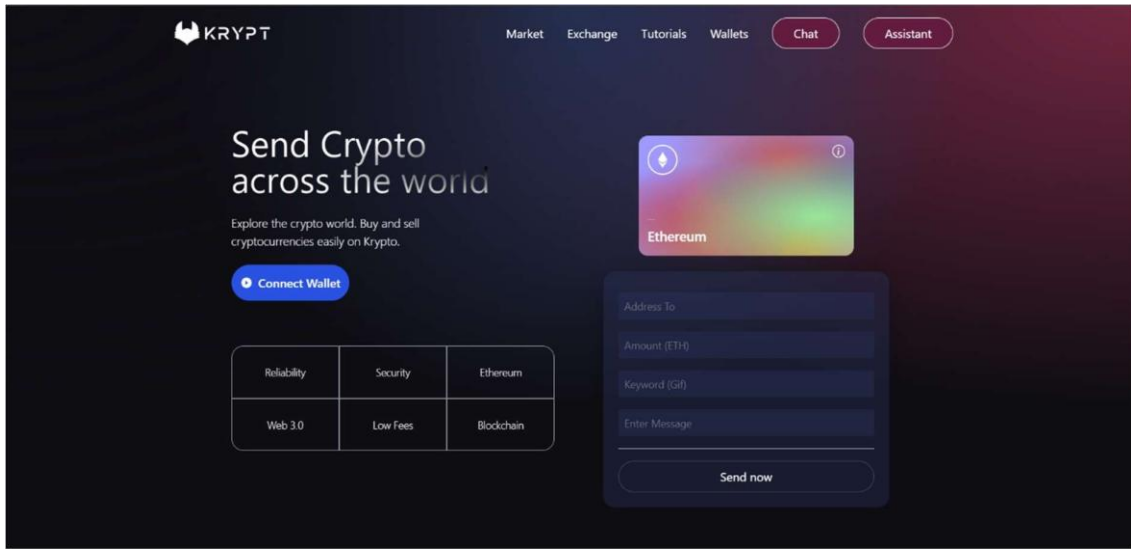 KRYPT
Market Exchange Tutorials Wallets Chat Assistant
Send Crypto
across the world
Explore the crypto world. Buy and sell
cryptocurrencies easily on Krypto.
Connect Wallet
Reliability Security Ethereum
Web 3.0 Low Fees Blockchain
Ethereum
Address To
Amount (ETH)
Keyword (Gif)
Enter Message
Send now